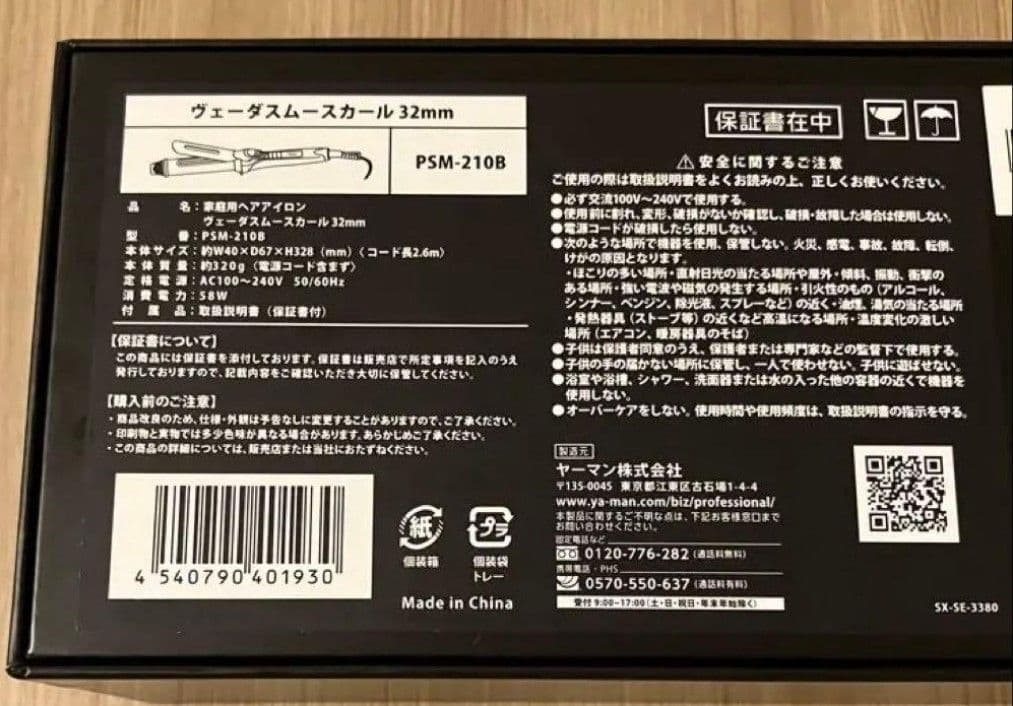 ヴェーダスムースカール 32mm
PSM-210B
品 名：家庭用ヘアアイロン
ヴェーダスムースカール 32mm
型 番：PSM-210B
本体サイズ：約W40×D67×H328（mm）〈コード長2.6m〉
本体質量：約320g（電源コード含まず）
定格電源：AC100～240V 50/60Hz
消費電力：58W
付属品：取扱説明書（保証書付）
【保証書について】
この商品には保証書を添付しております。保証書は販売店で所定事項を記入のうえ
発行しておりますので、記載内容をご確認いただき大切に保管してください。
【購入前のご注意】
・商品改良のため、仕様・外観は予告なしに変更することがありますので、ご了承ください。
・印刷物と実物では多少色味が異なる場合があります。あらかじめご了承ください。
・この商品の詳細については、販売店または当社におたずねください。
4 540790 401930
紙
個装箱
プラ
個装袋
トレー
Made in China
保証書在中
安全に関するご注意
ご使用の際は取扱説明書をよくお読みの上、正しくお使いください。
●必ず交流100V～240Vで使用する。
●使用前に割れ、変形、破損がないか確認し、破損・故障した場合は使用しない。
●電源コードが破損したら使用しない。
●次のような場所で機器を使用、保管しない。火災、感電、事故、故障、転倒、
けがの原因となります。
・ほこりの多い場所・直射日光の当たる場所や屋外・傾斜、振動、衝撃の
ある場所・強い電波や磁気の発生する場所・引火性のもの（アルコール、
シンナー、ベンジン、除光液、スプレーなど）の近く・油煙、湯気の当たる場所
・発熱器具（ストーブ等）の近くなど高温になる場所・温度変化の激しい
場所（エアコン、暖房器具のそば）
●子供は保護者同意のうえ、保護者または専門家などの監督下で使用する。
●子供の手の届かない場所に保管し、一人で使わせない。子供に遊ばせない。
●浴室や浴槽、シャワー、洗面器または水の入った他の容器の近くで機器を
使用しない。
●オーバーケアをしない。使用時間や使用頻度は、取扱説明書の指示を守る。
製造元
ヤーマン株式会社
〒135-0045 東京都江東区古石場1-4-4
www.ya-man.com/biz/professional/
本製品に関するご不明な点は、下記お客様窓口まで
お問い合わせください。
固定電話など
0120-776-282（通話料無料）
携帯電話・PHS
0570-550-637（通話料有料）
受付 9:00~17:00（土・日・祝日・年末年始除く）
SX-SE-3380